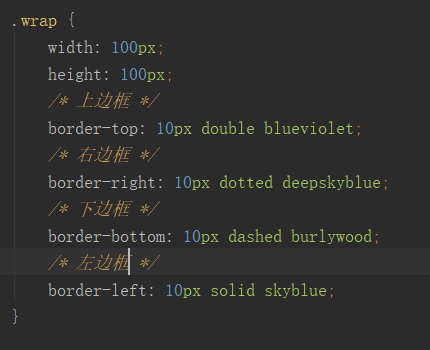 .wrap {
    width: 100px;
    height: 100px;
    /* 上边框 */
    border-top: 10px double blueviolet;
    /* 右边框 */
    border-right: 10px dotted deepskyblue;
    /* 下边框 */
    border-bottom: 10px dashed burlywood;
    /* 左边框 */
    border-left: 10px solid skyblue;
}